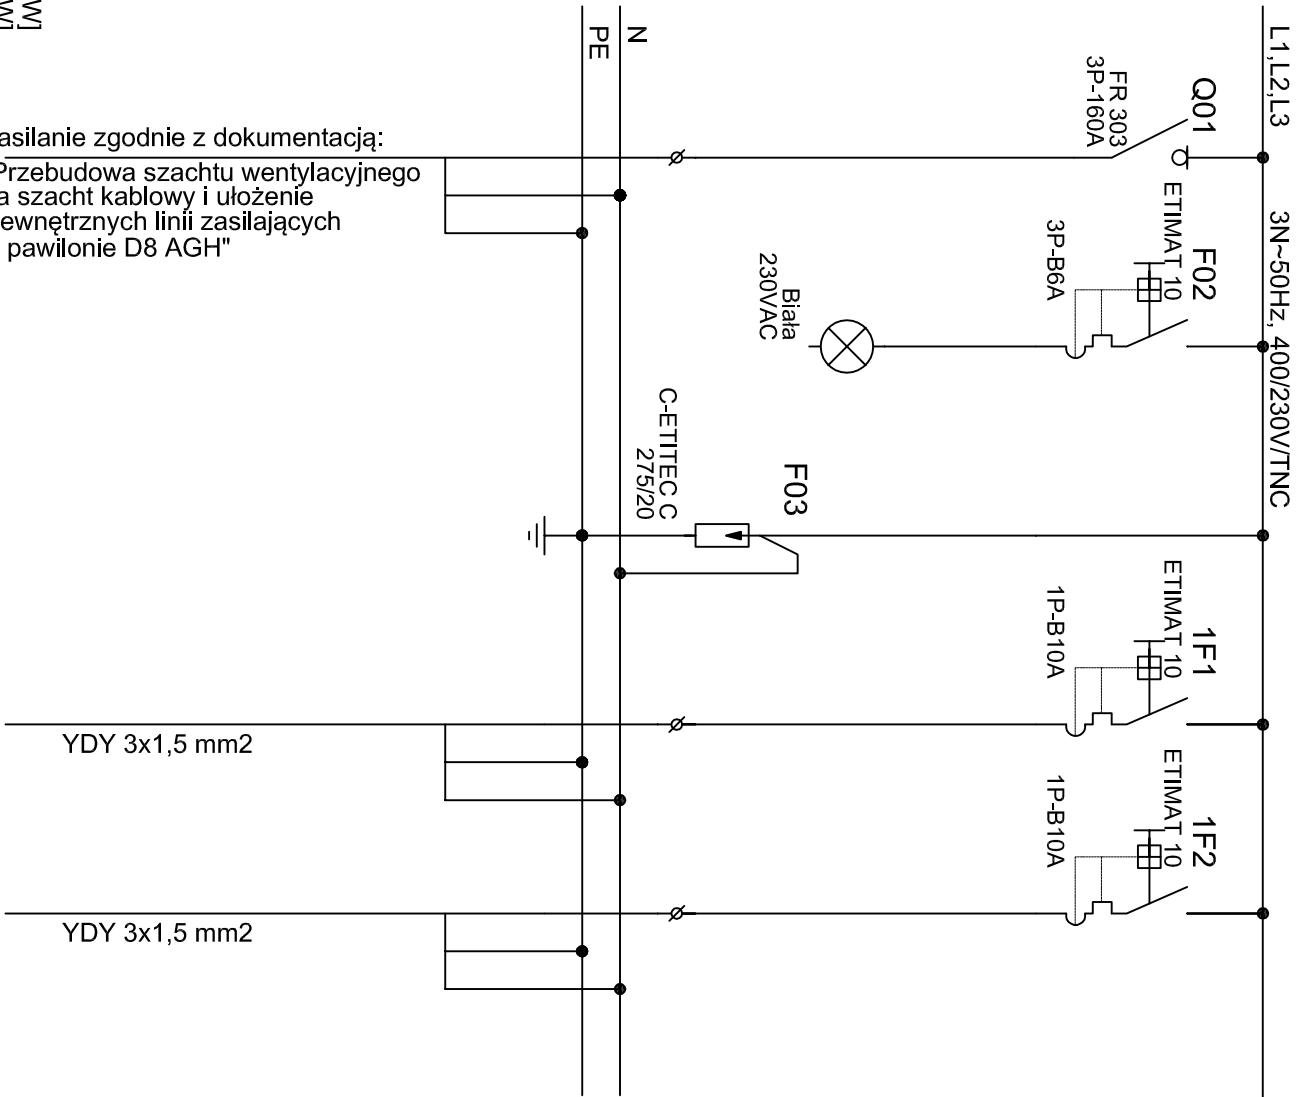 W]
W]
L1,L2,L3
3N~50Hz, 400/230V/TNC
N
PE
Q01
FR 303
3P-160A
asilanie zgodnie z dokumentacją:
Przebudowa szachtu wentylacyjnego
a szacht kablowy i ułożenie
ewnętrznych linii zasilających
pawilonie D8 AGH"
F02
ETIMAT 10
3P-B6A
Biała
230VAC
F03
C-ETITEC C
275/20
1F1
ETIMAT 10
1P-B10A
YDY 3x1,5 mm2
1F2
ETIMAT 10
1P-B10A
YDY 3x1,5 mm2